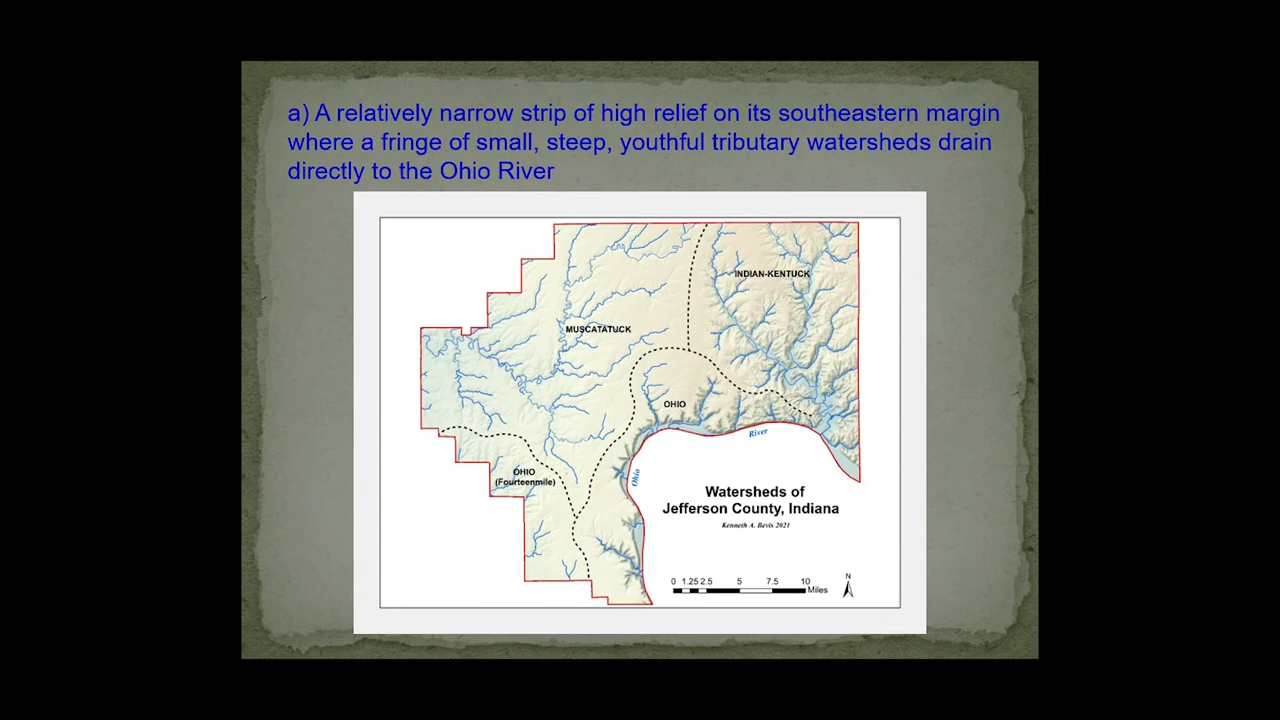 a) A relatively narrow strip of high relief on its southeastern margin
where a fringe of small, steep, youthful tributary watersheds drain
directly to the Ohio River
INDIAN-KENTUCK
MUSCATATUCK
OHIO
River
OHIO
(Fourteenmile)
Ohio
Watersheds of
Jefferson County, Indiana
Kenneth A. Bevis 2021
N
0 1.25 2.5 5 7.5 10
Miles